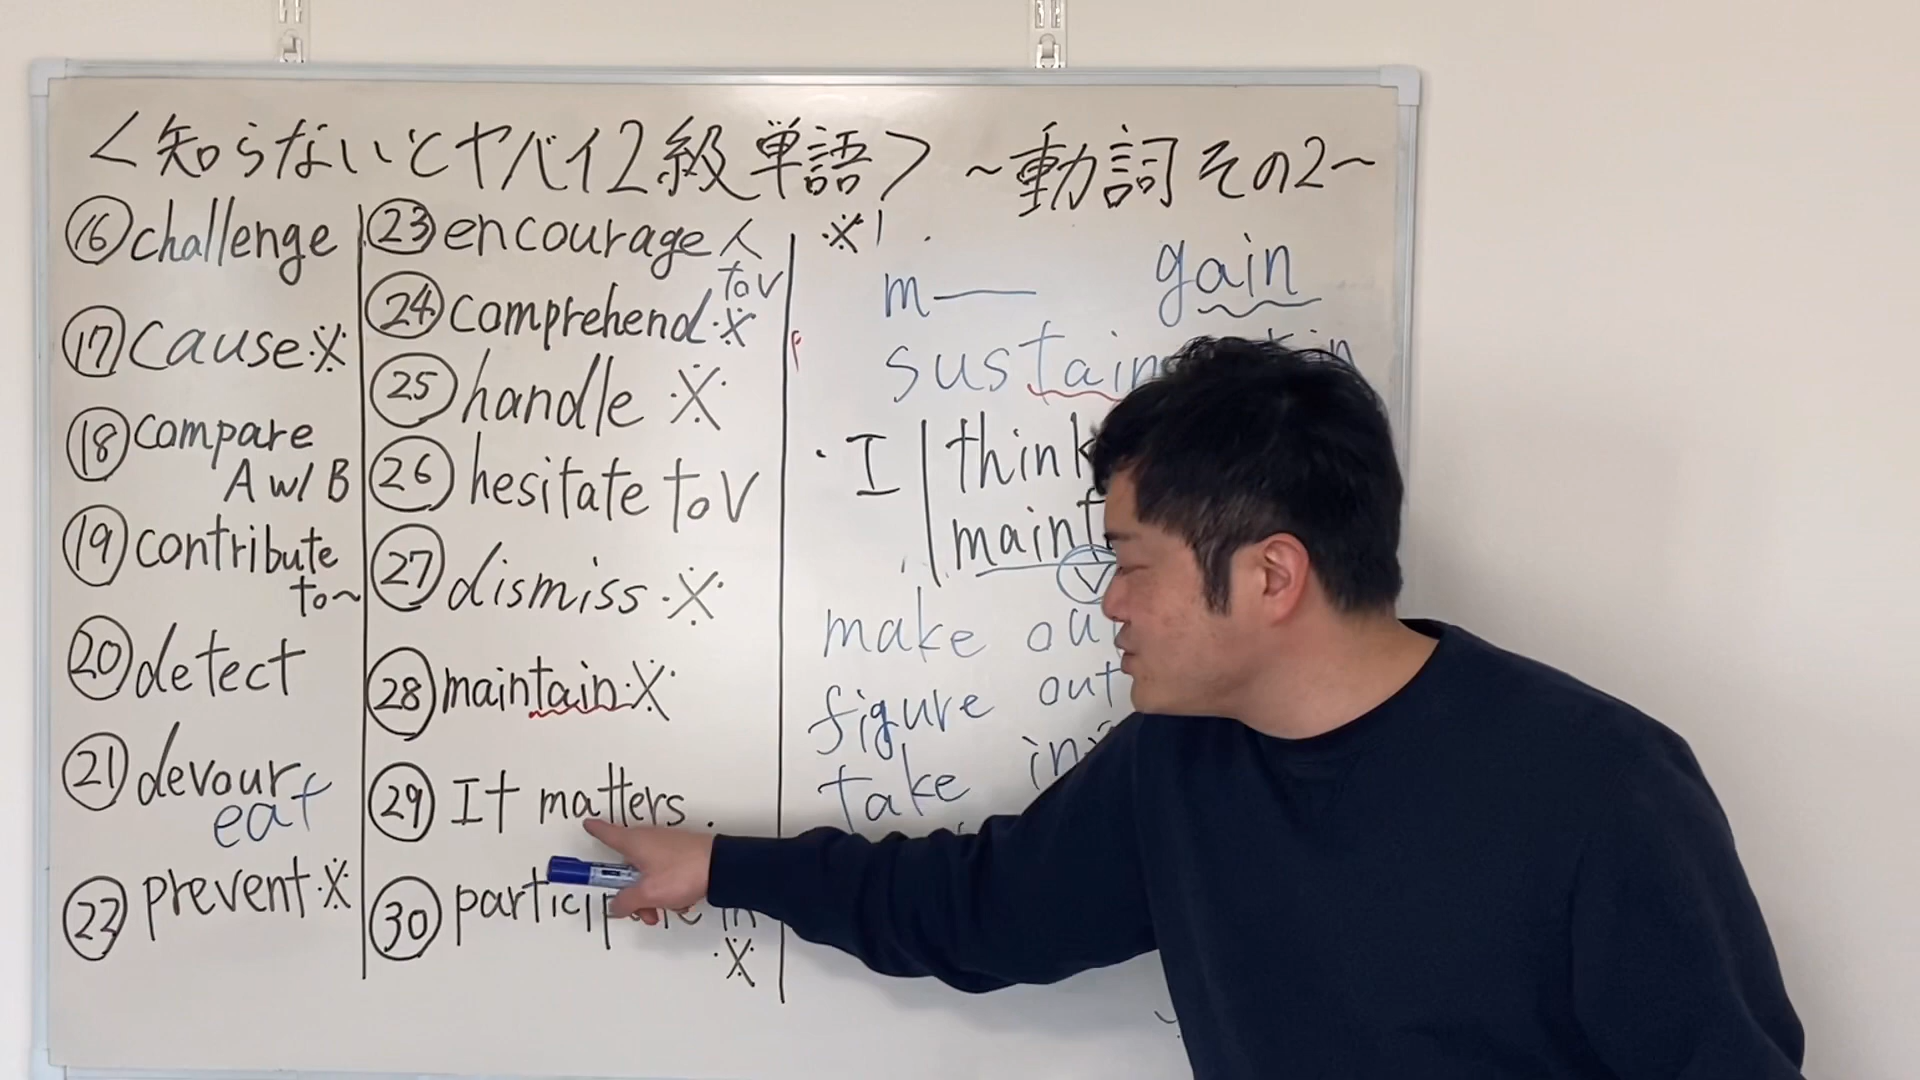 <知らないとヤバイ2級単語> ~動詞その2~
⑯challenge
⑰cause※
⑱compare
A w/ B
⑲contribute
to~
⑳detect
㉑devour
eat
㉒prevent※
㉓encourage 人
to V
㉔comprehend※
㉕handle ※
㉖hesitate to V
㉗dismiss※
㉘maintain※
㉙It matters.
㉚participate in
※
※1.
m— gain
sustain
・I think
make out
figure out
take in